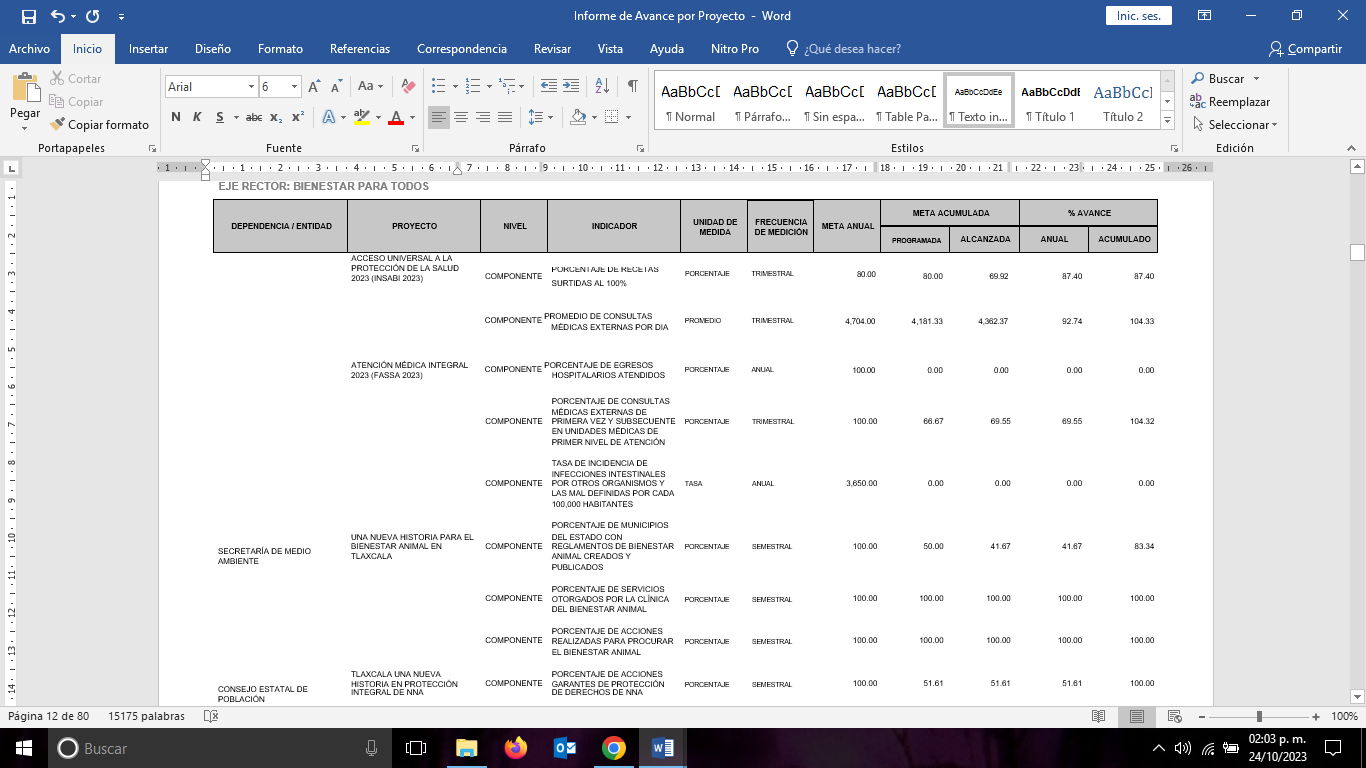 Informe de Avance por Proyecto - Word
Inic. ses.
Archivo Inicio Insertar Diseño Formato Referencias Correspondencia Revisar Vista Ayuda Nitro Pro ¿Qué desea hacer? Compartir
Pegar
Cortar
Copiar
Copiar formato
Portapapeles
Arial 6
N K S abc x₂ x²
Fuente
Párrafo
AaBbCcD AaBbCcD AaBbCcD AaBbCcD AaBbCcDdEe AaBbCcDdE AaBbCcI
¶ Normal ¶ Párrafo... ¶ Sin espa... ¶ Table Pa... ¶ Texto in... ¶ Título 1 Título 2
Estilos
Buscar
Reemplazar
Seleccionar
Edición
EJE RECTOR: BIENESTAR PARA TODOS
DEPENDENCIA / ENTIDAD PROYECTO NIVEL INDICADOR UNIDAD DE MEDIDA FRECUENCIA DE MEDICIÓN META ANUAL META ACUMULADA % AVANCE
PROGRAMADA ALCANZADA ANUAL ACUMULADO
ACCESO UNIVERSAL A LA
PROTECCIÓN DE LA SALUD
2023 (INSABI 2023)
COMPONENTE
PORCENTAJE DE RECETAS
SURTIDAS AL 100%
PORCENTAJE TRIMESTRAL 80.00 80.00 69.92 87.40 87.40
COMPONENTE
PROMEDIO DE CONSULTAS
MÉDICAS EXTERNAS POR DIA
PROMEDIO TRIMESTRAL 4,704.00 4,181.33 4,362.37 92.74 104.33
ATENCIÓN MÉDICA INTEGRAL
2023 (FASSA 2023)
COMPONENTE
PORCENTAJE DE EGRESOS
HOSPITALARIOS ATENDIDOS
PORCENTAJE ANUAL 100.00 0.00 0.00 0.00 0.00
COMPONENTE
PORCENTAJE DE CONSULTAS
MÉDICAS EXTERNAS DE
PRIMERA VEZ Y SUBSECUENTE
EN UNIDADES MÉDICAS DE
PRIMER NIVEL DE ATENCIÓN
PORCENTAJE TRIMESTRAL 100.00 66.67 69.55 69.55 104.32
COMPONENTE
TASA DE INCIDENCIA DE
INFECCIONES INTESTINALES
POR OTROS ORGANISMOS Y
LAS MAL DEFINIDAS POR CADA
100,000 HABITANTES
TASA ANUAL 3,650.00 0.00 0.00 0.00 0.00
SECRETARÍA DE MEDIO
AMBIENTE
UNA NUEVA HISTORIA PARA EL
BIENESTAR ANIMAL EN
TLAXCALA
COMPONENTE
PORCENTAJE DE MUNICIPIOS
DEL ESTADO CON
REGLAMENTOS DE BIENESTAR
ANIMAL CREADOS Y
PUBLICADOS
PORCENTAJE SEMESTRAL 100.00 50.00 41.67 41.67 83.34
COMPONENTE
PORCENTAJE DE SERVICIOS
OTORGADOS POR LA CLÍNICA
DEL BIENESTAR ANIMAL
PORCENTAJE SEMESTRAL 100.00 100.00 100.00 100.00 100.00
COMPONENTE
PORCENTAJE DE ACCIONES
REALIZADAS PARA PROCURAR
EL BIENESTAR ANIMAL
PORCENTAJE SEMESTRAL 100.00 100.00 100.00 100.00 100.00
CONSEJO ESTATAL DE
POBLACIÓN
TLAXCALA UNA NUEVA
HISTORIA EN PROTECCIÓN
INTEGRAL DE NNA
COMPONENTE
PORCENTAJE DE ACCIONES
GARANTES DE PROTECCIÓN
DE DERECHOS DE NNA
PORCENTAJE SEMESTRAL 100.00 51.61 51.61 51.61 100.00
Página 12 de 80 15175 palabras 100%
Buscar
02:03 p. m.
24/10/2023